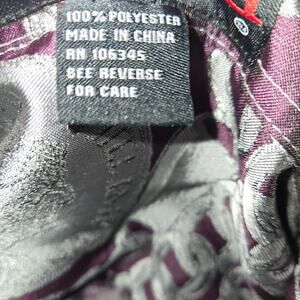 100% POLYESTER
MADE IN CHINA
RN 106345
SEE REVERSE
FOR CARE